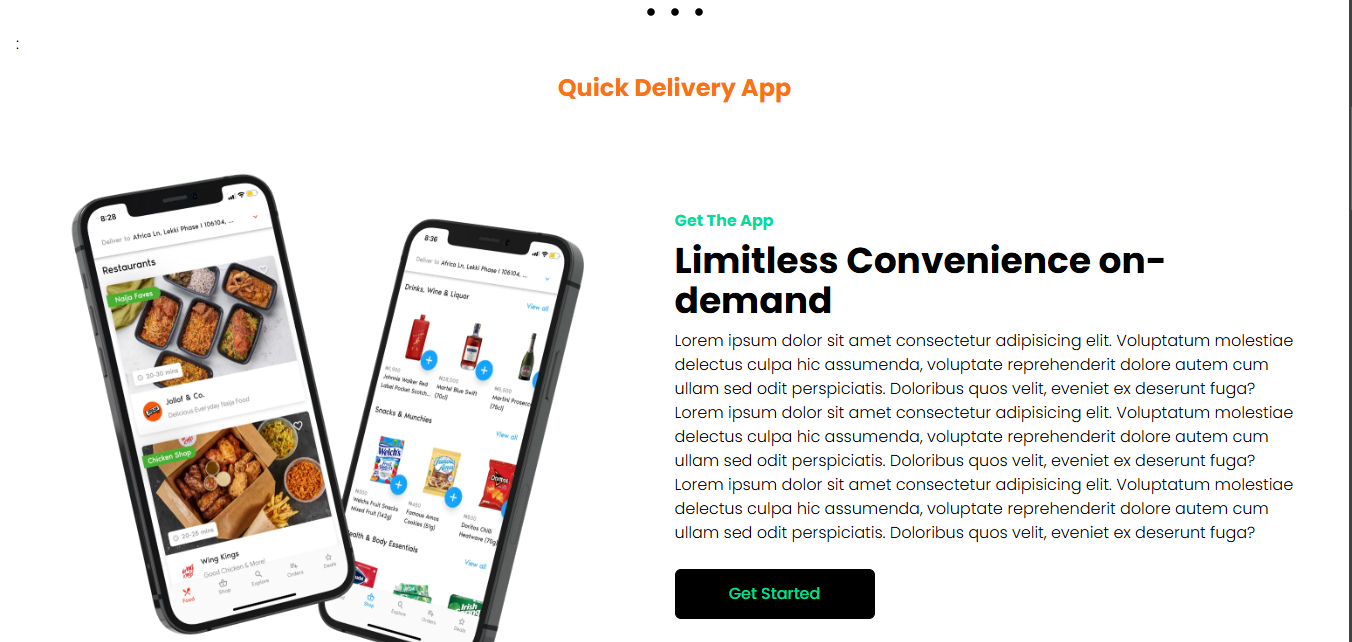 :
Quick Delivery App
8:28
Deliver to Africa Ln, Lekki Phase I 106104, ...
Restaurants
Naija Faves
20-30 mins
Jollof & Co.
Delicious Everyday Naija Food
Chicken Shop
20-25 mins
Wing Kings
Good Chicken & More!
Food
Shop
Explore
Orders
Deals
8:36
Deliver to Africa Ln, Lekki Phase I 106104, ...
Drinks, Wine & Liquor
View all
Johnnie Walker Red
Label Pocket Scotch...
Martel Blue Swift
(70cl)
Martini Prosecco
(75cl)
Snacks & Munchies
View all
Welch's
Doritos
Welchs Fruit Snacks
Mixed Fruit (142g)
Famous Amos
Cookies (51g)
Doritos Chilli
Heatwave (75g)
ealth & Body Essentials
View all
Irish
Shop
Explore
Orders
Deals
Get The App
Limitless Convenience on-
demand
Lorem ipsum dolor sit amet consectetur adipisicing elit. Voluptatum molestiae
delectus culpa hic assumenda, voluptate reprehenderit dolore autem cum
ullam sed odit perspiciatis. Doloribus quos velit, eveniet ex deserunt fuga?
Lorem ipsum dolor sit amet consectetur adipisicing elit. Voluptatum molestiae
delectus culpa hic assumenda, voluptate reprehenderit dolore autem cum
ullam sed odit perspiciatis. Doloribus quos velit, eveniet ex deserunt fuga?
Lorem ipsum dolor sit amet consectetur adipisicing elit. Voluptatum molestiae
delectus culpa hic assumenda, voluptate reprehenderit dolore autem cum
ullam sed odit perspiciatis. Doloribus quos velit, eveniet ex deserunt fuga?
Get Started